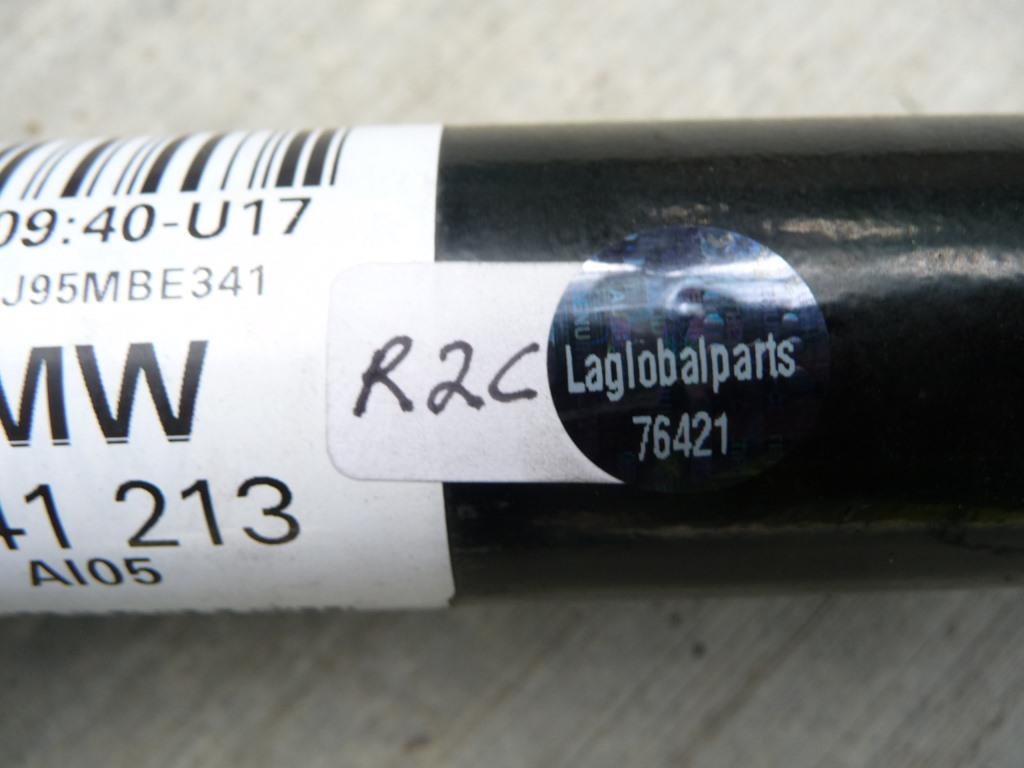 09:40-U17
J95MBE341
MW
41 213
AI05
R2C
Laglobalparts
76421